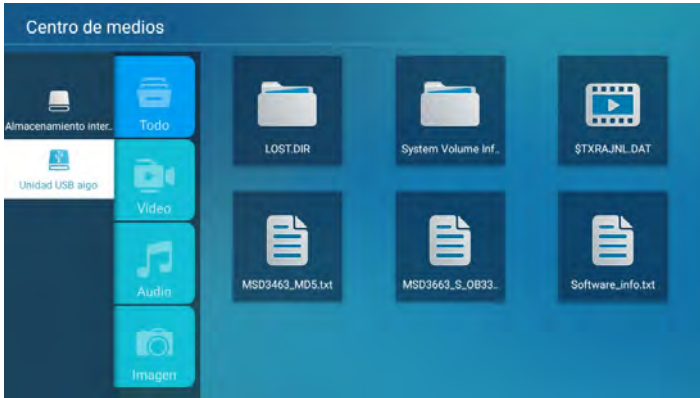 Centro de medios
Almacenamiento inter..
Unidad USB aigo
Todo
Vídeo
Audio
Imagen
LOST.DIR
System Volume Inf..
$TXRAJNL.DAT
MSD3463_MD5.txt
MSD3663_S_OB33..
Software_info.txt